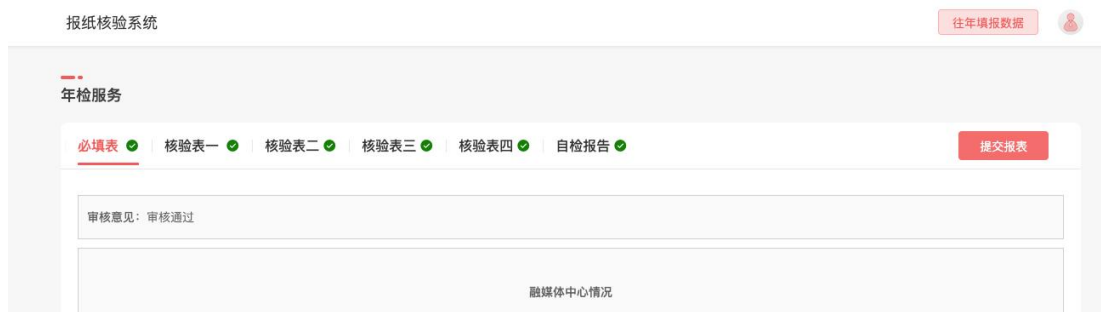 报纸核验系统 往年填报数据
年检服务
必填表 核验表一 核验表二 核验表三 核验表四 自检报告 提交报表
审核意见：审核通过
融媒体中心情况